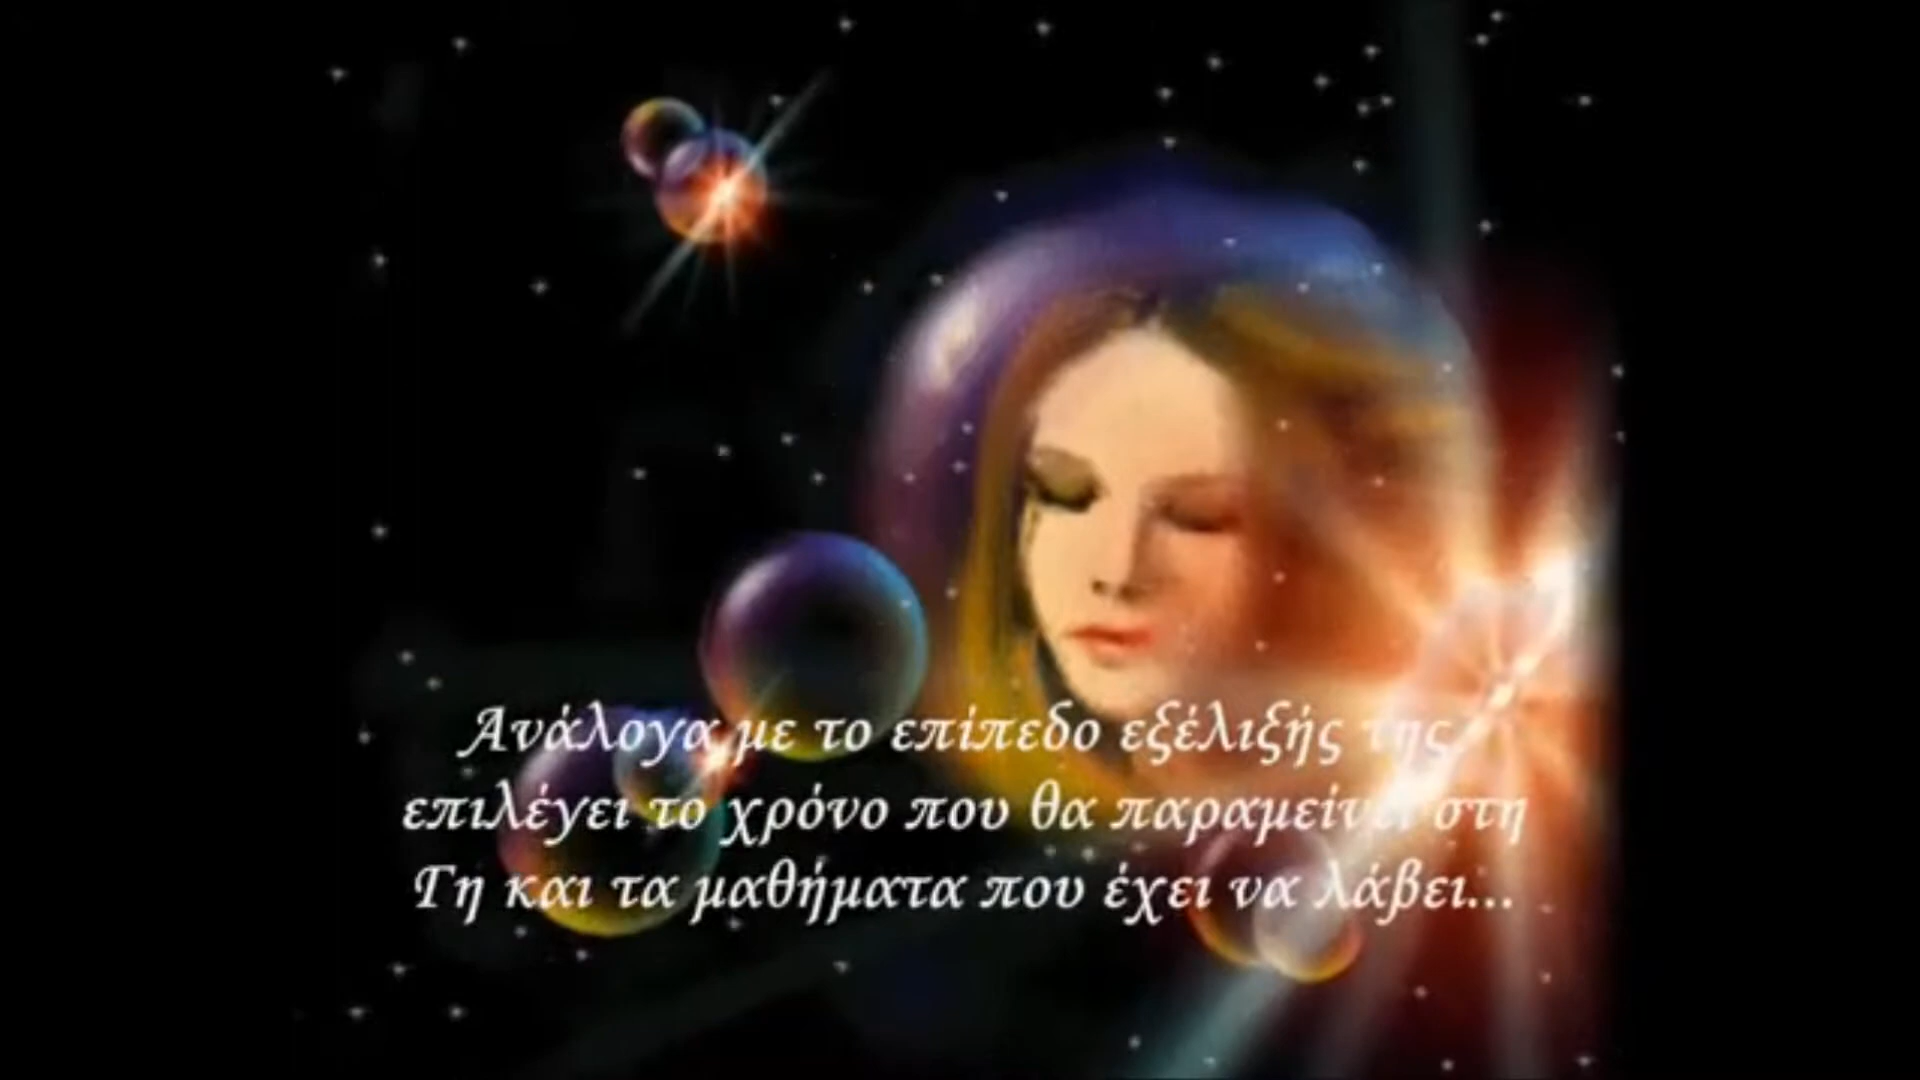 Ανάλογα με το επίπεδο εξέλιξής της
επιλέγει το χρόνο που θα παραμείνει στη
Γη και τα μαθήματα που έχει να λάβει...